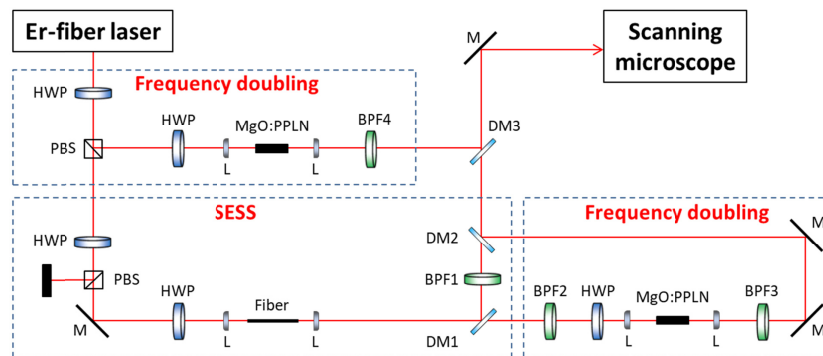 Er-fiber laser
M
Scanning
microscope
HWP
Frequency doubling
HWP
MgO:PPLN
BPF4
DM3
PBS
L
L
SESS
Frequency doubling
HWP
DM2
M
PBS
BPF1
BPF2
HWP
MgO:PPLN
BPF3
HWP
Fiber
M
L
L
DM1
L
L
M